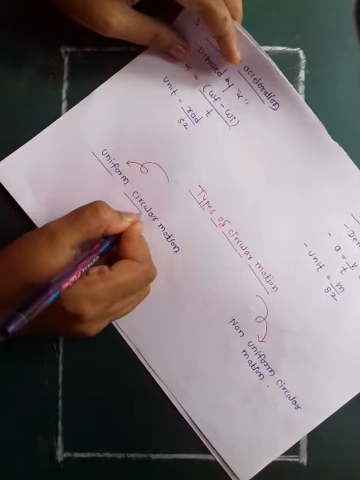 acceleration
- Denoted by "α"
α = (ωf - ωi) / t
unit = rad / s2
Types of circular motion
uniform circular motion
Non uniform circular
motion.
- unit = m / s2